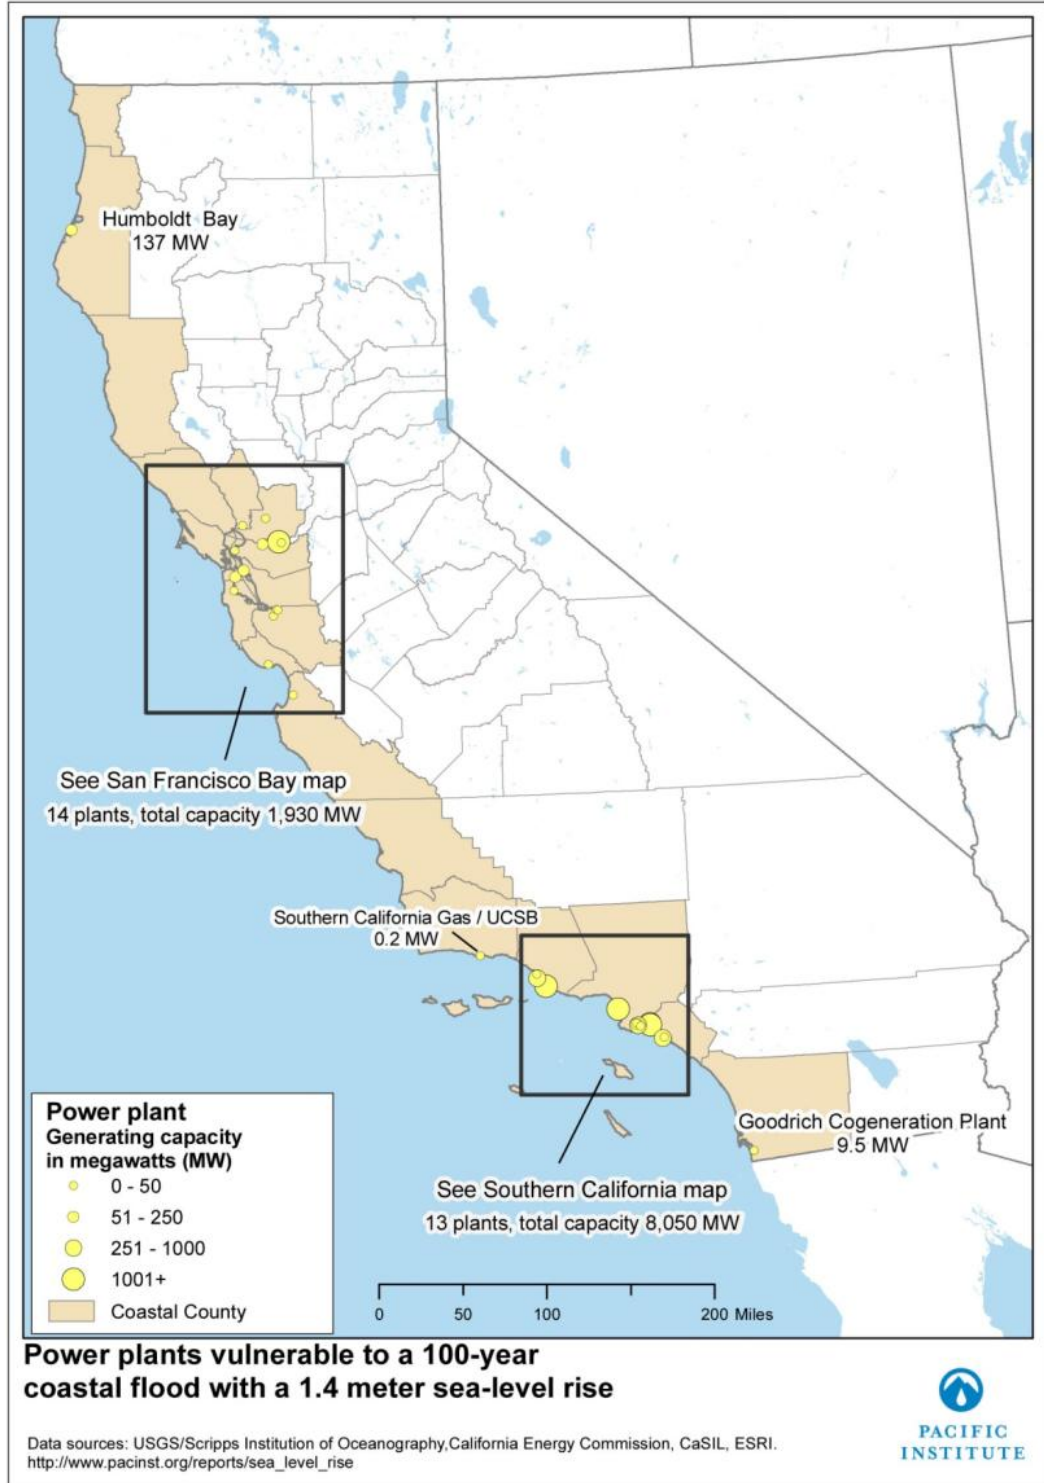 Humboldt Bay
137 MW
See San Francisco Bay map
14 plants, total capacity 1,930 MW
Southern California Gas / UCSB
0.2 MW
Goodrich Cogeneration Plant
9.5 MW
See Southern California map
13 plants, total capacity 8,050 MW
Power plant
Generating capacity
in megawatts (MW)
0 - 50
51 - 250
251 - 1000
1001+
Coastal County
0 50 100 200 Miles
Power plants vulnerable to a 100-year
coastal flood with a 1.4 meter sea-level rise
Data sources: USGS/Scripps Institution of Oceanography,California Energy Commission, CaSIL, ESRI.
http://www.pacinst.org/reports/sea_level_rise
PACIFIC
INSTITUTE